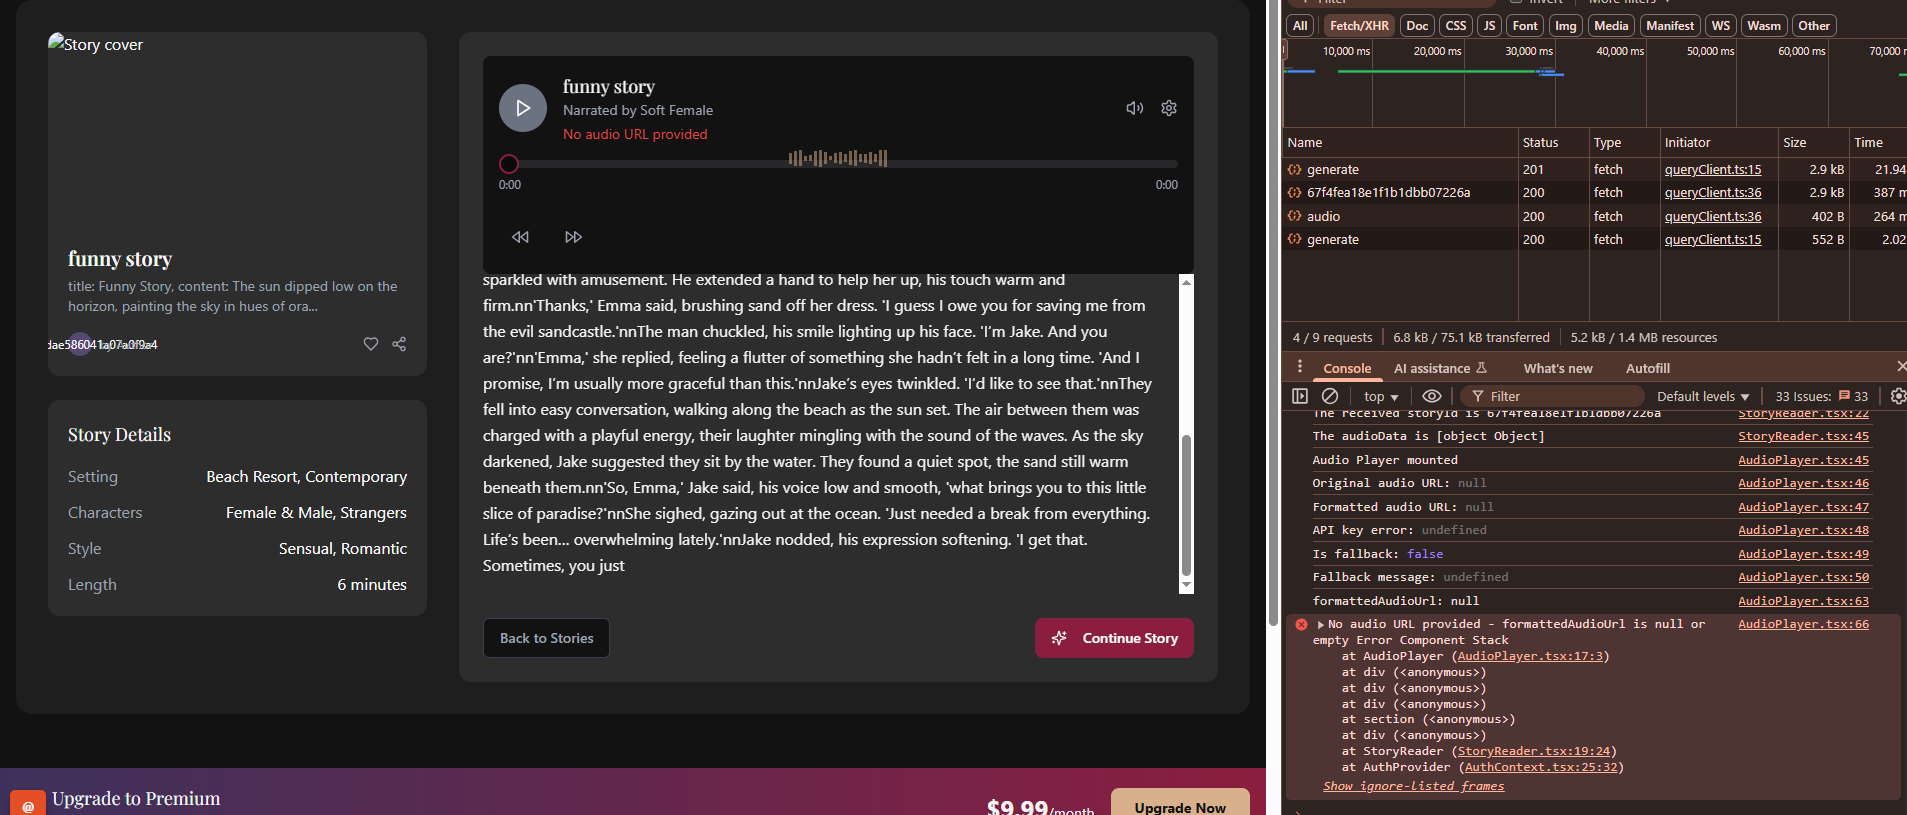 Story cover
funny story
title: Funny Story, content: The sun dipped low on the
horizon, painting the sky in hues of ora...
dae586041a07a0f9a4
Story Details
Setting Beach Resort, Contemporary
Characters Female & Male, Strangers
Style Sensual, Romantic
Length 6 minutes
funny story
Narrated by Soft Female
No audio URL provided
0:00 0:00
sparkled with amusement. He extended a hand to help her up, his touch warm and
firm.nn'Thanks,' Emma said, brushing sand off her dress. 'I guess I owe you for saving me from
the evil sandcastle.'nnThe man chuckled, his smile lighting up his face. 'I'm Jake. And you
are?'nn'Emma,' she replied, feeling a flutter of something she hadn't felt in a long time. 'And I
promise, I'm usually more graceful than this.'nnJake's eyes twinkled. 'I'd like to see that.'nnThey
fell into easy conversation, walking along the beach as the sun set. The air between them was
charged with a playful energy, their laughter mingling with the sound of the waves. As the sky
darkened, Jake suggested they sit by the water. They found a quiet spot, the sand still warm
beneath them.nn'So, Emma,' Jake said, his voice low and smooth, 'what brings you to this little
slice of paradise?'nnShe sighed, gazing out at the ocean. 'Just needed a break from everything.
Life's been... overwhelming lately.'nnJake nodded, his expression softening. 'I get that.
Sometimes, you just
Back to Stories
Continue Story
@ Upgrade to Premium
$9.99/month
Upgrade Now
Filter Invert More filters
All Fetch/XHR Doc CSS JS Font Img Media Manifest WS Wasm Other
10,000 ms 20,000 ms 30,000 ms 40,000 ms 50,000 ms 60,000 ms 70,000 m
Name Status Type Initiator Size Time
generate 201 fetch queryClient.ts:15 2.9 kB 21.94
67f4fea18e1f1b1dbb07226a 200 fetch queryClient.ts:36 2.9 kB 387 m
audio 200 fetch queryClient.ts:36 402 B 264 m
generate 200 fetch queryClient.ts:15 552 B 2.02
4 / 9 requests 6.8 kB / 75.1 kB transferred 5.2 kB / 1.4 MB resources
Console AI assistance What's new Autofill
top Filter Default levels 33 Issues: 33
The received storyId is 67f4fea18e1f1b1dbb07226a StoryReader.tsx:22
The audioData is [object Object] StoryReader.tsx:45
Audio Player mounted AudioPlayer.tsx:45
Original audio URL: null AudioPlayer.tsx:46
Formatted audio URL: null AudioPlayer.tsx:47
API key error: undefined AudioPlayer.tsx:48
Is fallback: false AudioPlayer.tsx:49
Fallback message: undefined AudioPlayer.tsx:50
formattedAudioUrl: null AudioPlayer.tsx:63
No audio URL provided - formattedAudioUrl is null or AudioPlayer.tsx:66
empty Error Component Stack
at AudioPlayer (AudioPlayer.tsx:17:3)
at div (<anonymous>)
at div (<anonymous>)
at div (<anonymous>)
at section (<anonymous>)
at div (<anonymous>)
at StoryReader (StoryReader.tsx:19:24)
at AuthProvider (AuthContext.tsx:25:32)
Show ignore-listed frames